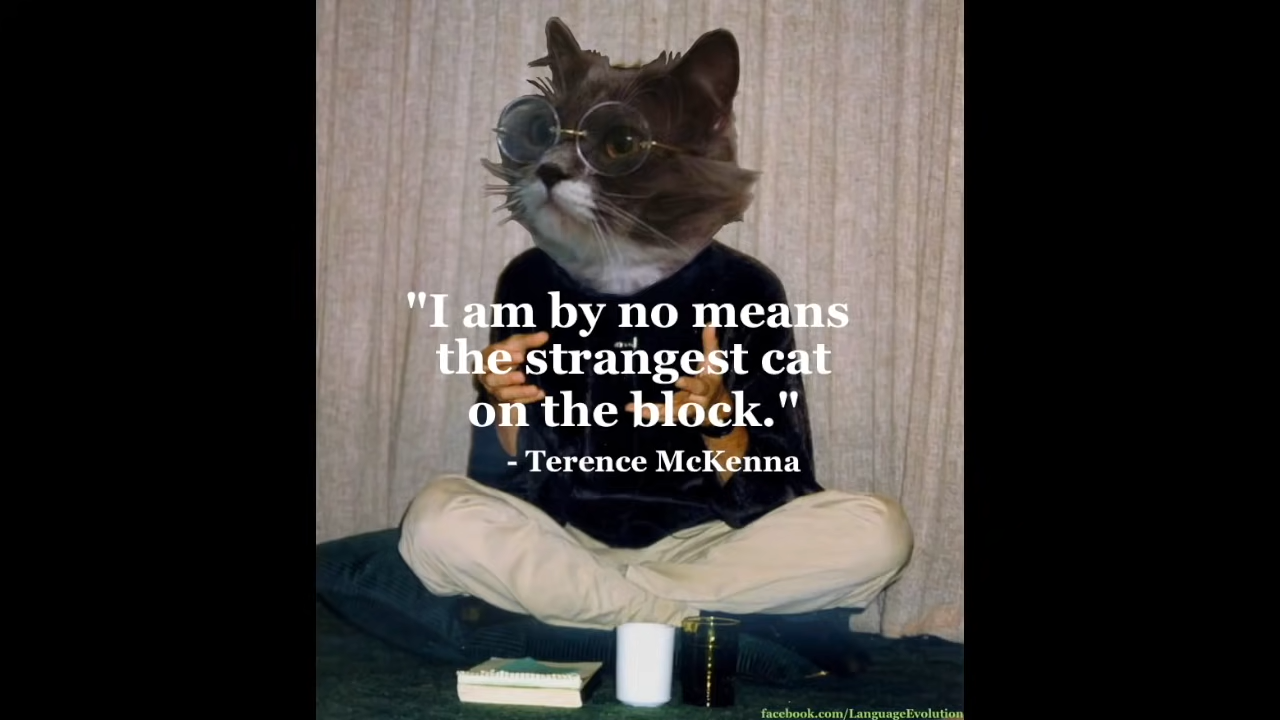 "I am by no means
the strangest cat
on the block."
- Terence McKenna
facebook.com/LanguageEvolution